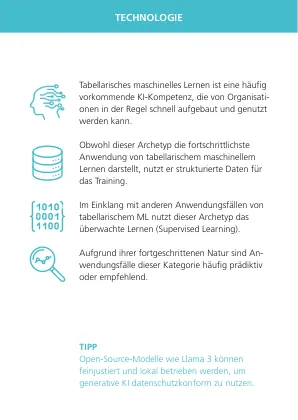 TECHNOLOGIE
Tabellarisches maschinelles Lernen ist eine häufig
vorkommende KI-Kompetenz, die von Organisati-
onen in der Regel schnell aufgebaut und genutzt
werden kann.
Obwohl dieser Archetyp die fortschrittlichste
Anwendung von tabellarischem maschinellem
Lernen darstellt, nutzt er strukturierte Daten für
das Training.
1010
0001
1100
Im Einklang mit anderen Anwendungsfällen von
tabellarischem ML nutzt dieser Archetyp das
überwachte Lernen (Supervised Learning).
Aufgrund ihrer fortgeschrittenen Natur sind An-
wendungsfälle dieser Kategorie häufig prädiktiv
oder empfehlend.
TIPP
Open-Source-Modelle wie Llama 3 können
feinjustiert und lokal betrieben werden, um
generative KI datenschutzkonform zu nutzen.